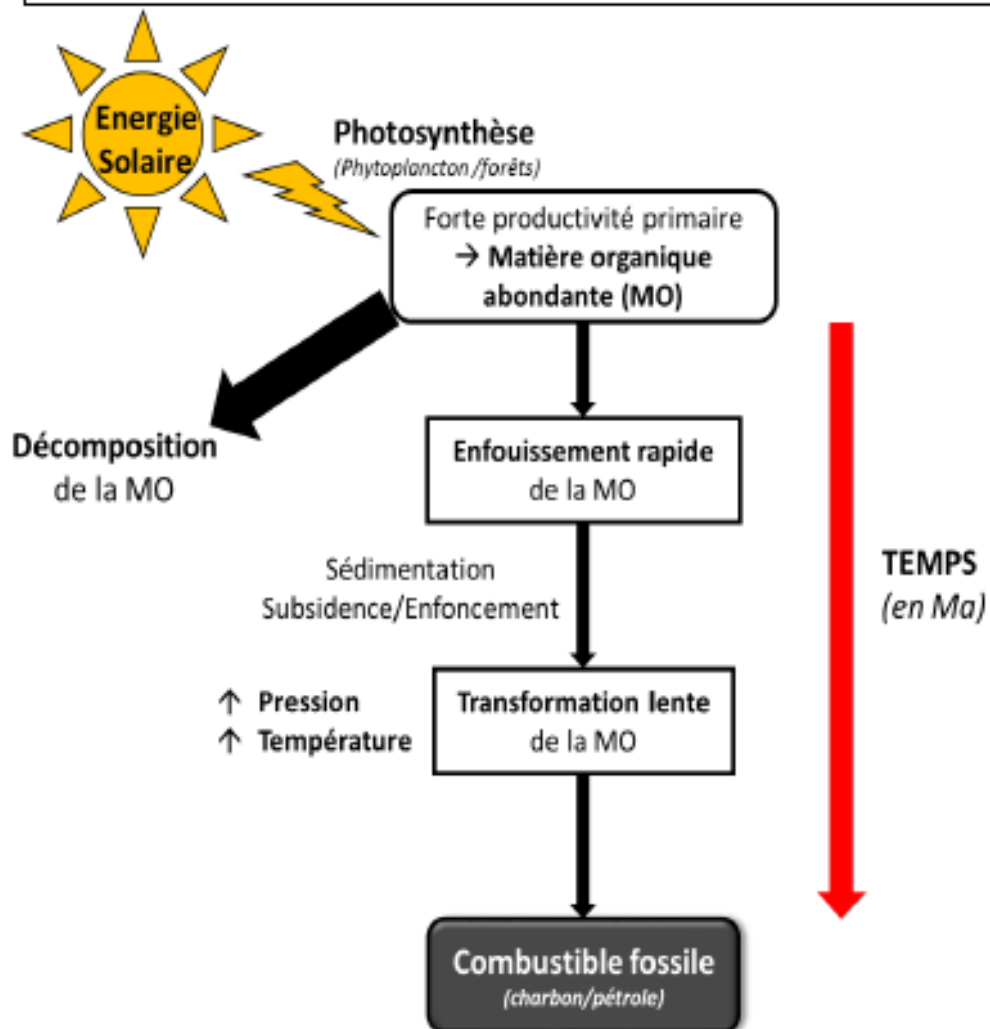 Energie
Solaire
Photosynthèse
(Phytoplancton/forêts)
Forte productivité primaire
→ Matière organique
abondante (MO)
Décomposition
de la MO
Enfouissement rapide
de la MO
Sédimentation
Subsidence/Enfoncement
TEMPS
(en Ma)
↑ Pression
↑ Température
Transformation lente
de la MO
Combustible fossile
(charbon/pétrole)